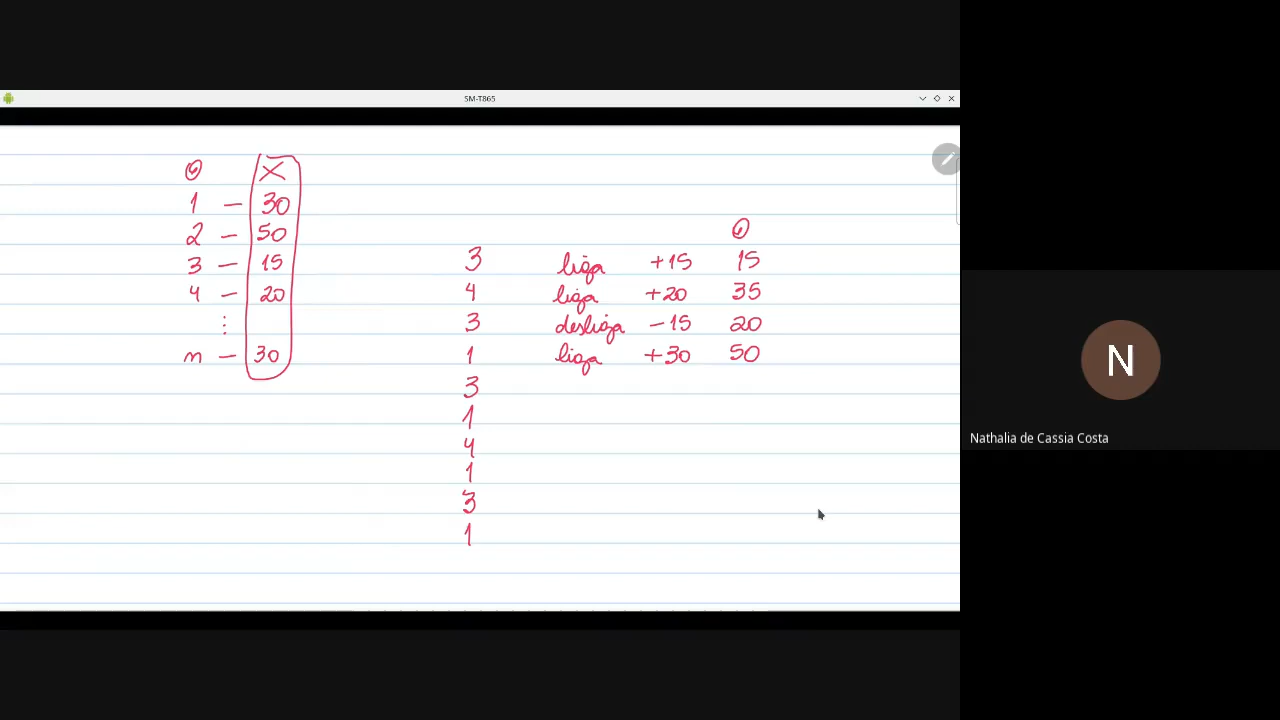 SM-T865
0 X
1 – 30
2 – 50
3 – 15
4 – 20
⋮
n – 30
0
3 liga +15 15
4 liga +20 35
3 desliga -15 20
1 liga +30 50
3
1
4
1
3
1
N
Nathalia de Cassia Costa